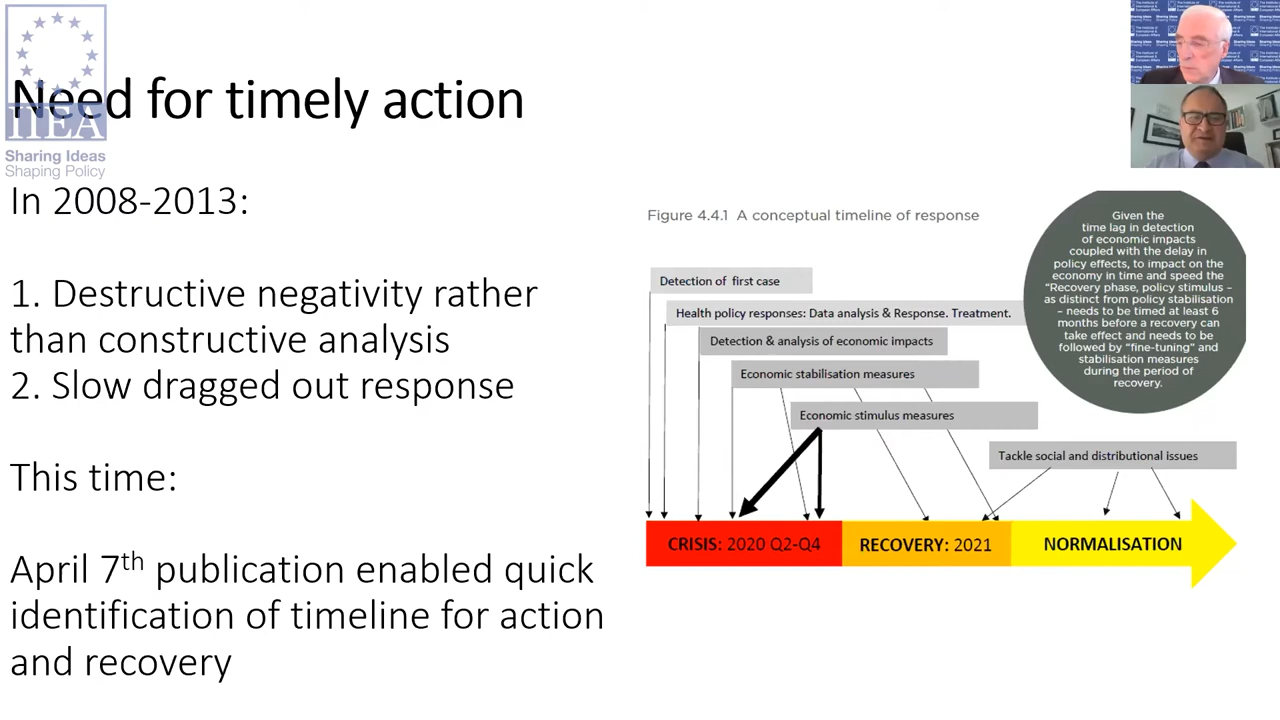 Need for timely action
IIEA
Sharing Ideas
Shaping Policy
In 2008-2013:
1. Destructive negativity rather
than constructive analysis
2. Slow dragged out response
This time:
April 7th publication enabled quick
identification of timeline for action
and recovery
Figure 4.4.1 A conceptual timeline of response
Detection of first case
Health policy responses: Data analysis & Response. Treatment.
Detection & analysis of economic impacts
Economic stabilisation measures
Economic stimulus measures
Tackle social and distributional issues
CRISIS: 2020 Q2-Q4
RECOVERY: 2021
NORMALISATION
Given the
time lag in detection
of economic impacts
coupled with the delay in
policy effects, to impact on the
economy in time and speed the
"Recovery phase, policy stimulus –
as distinct from policy stabilisation
– needs to be timed at least 6
months before a recovery can
take effect and needs to be
followed by "fine-tuning" and
stabilisation measures
during the period of
recovery.